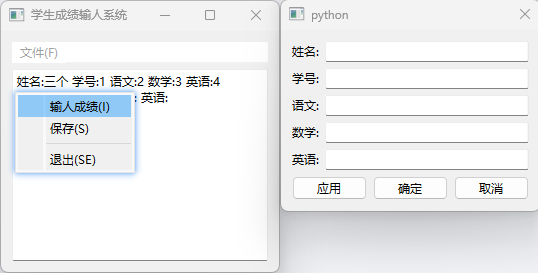 学生成绩输人系统
文件(F)
姓名:三个 学号:1 语文:2 数学:3 英语:4
: 英语:
输人成绩(I)
保存(S)
退出(SE)
python
姓名:
学号:
语文:
数学:
英语:
应用 确定 取消